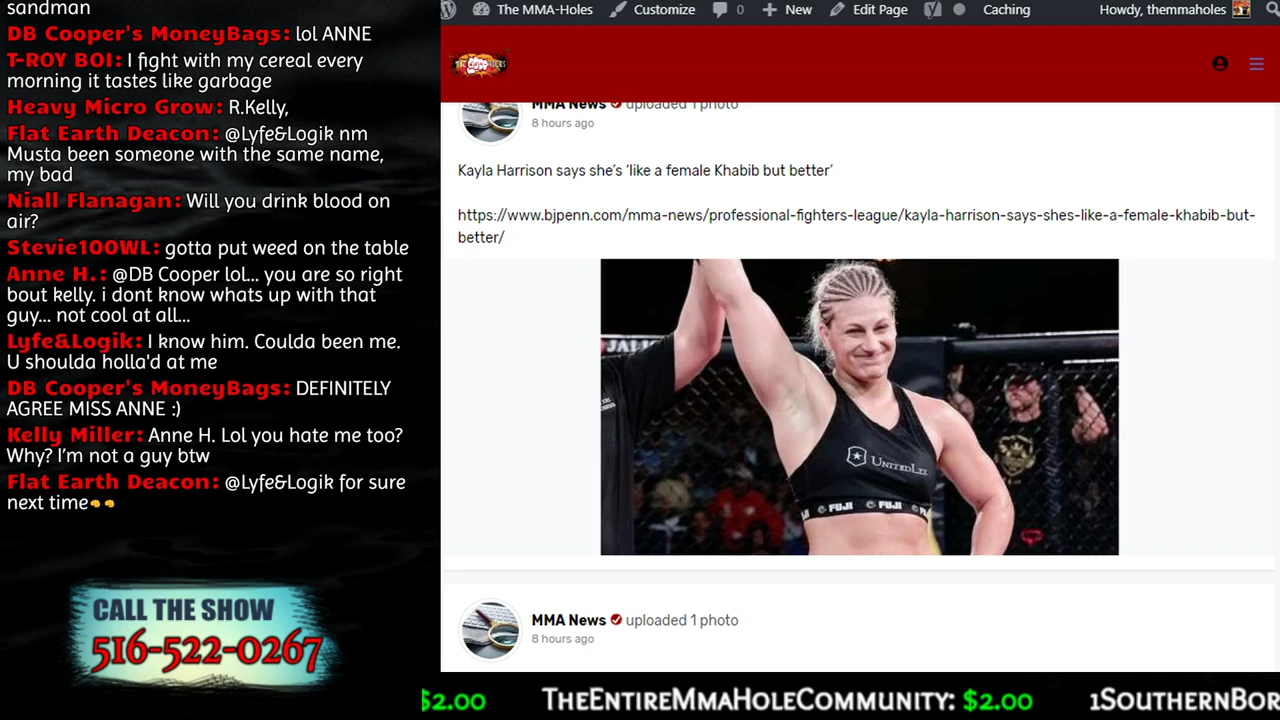 sandman
DB Cooper's MoneyBags: lol ANNE
T-ROY BOI: I fight with my cereal every
morning it tastes like garbage
Heavy Micro Grow: R.Kelly,
Flat Earth Deacon: @Lyfe&Logik nm
Musta been someone with the same name,
my bad
Niall Flanagan: Will you drink blood on
air?
Stevie100WL: gotta put weed on the table
Anne H.: @DB Cooper lol... you are so right
bout kelly. i dont know whats up with that
guy... not cool at all...
Lyfe&Logik: I know him. Coulda been me.
U shoulda holla'd at me
DB Cooper's MoneyBags: DEFINITELY
AGREE MISS ANNE :)
Kelly Miller: Anne H. Lol you hate me too?
Why? I'm not a guy btw
Flat Earth Deacon: @Lyfe&Logik for sure
next time
CALL THE SHOW
516-522-0267
The MMA-Holes Customize 0 New Edit Page Caching Howdy, themmaholes
MMA News uploaded 1 photo
8 hours ago
Kayla Harrison says she's 'like a female Khabib but better'
https://www.bjpenn.com/mma-news/professional-fighters-league/kayla-harrison-says-shes-like-a-female-khabib-but-
better/
JALI
UNITEDLEX
FUJI FUJI
MMA News uploaded 1 photo
8 hours ago
$2.00 TheEntireMmaHoleCommunity: $2.00 1SouthernBor